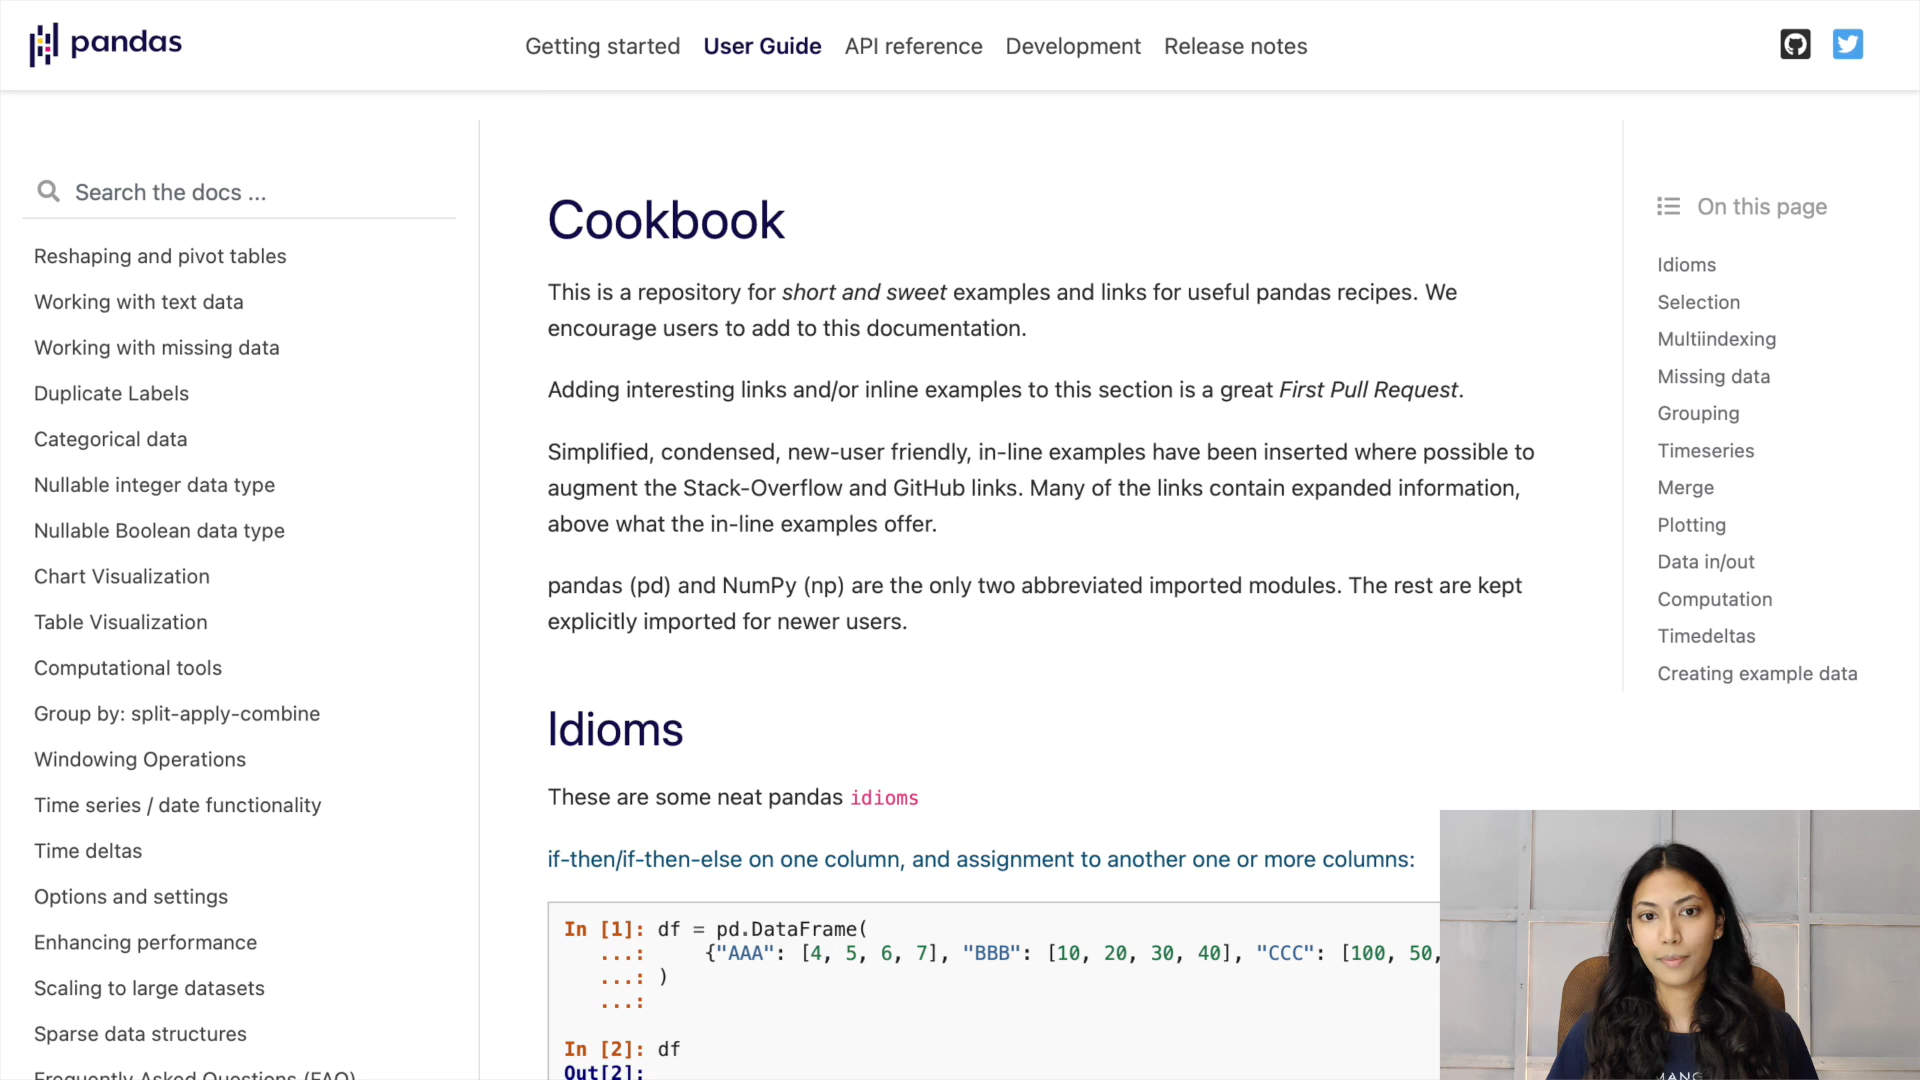 pandas
Getting started
User Guide
API reference
Development
Release notes
Search the docs ...
Reshaping and pivot tables
Working with text data
Working with missing data
Duplicate Labels
Categorical data
Nullable integer data type
Nullable Boolean data type
Chart Visualization
Table Visualization
Computational tools
Group by: split-apply-combine
Windowing Operations
Time series / date functionality
Time deltas
Options and settings
Enhancing performance
Scaling to large datasets
Sparse data structures
Frequently Asked Questions (FAQ)
Cookbook
This is a repository for short and sweet examples and links for useful pandas recipes. We
encourage users to add to this documentation.
Adding interesting links and/or inline examples to this section is a great First Pull Request.
Simplified, condensed, new-user friendly, in-line examples have been inserted where possible to
augment the Stack-Overflow and GitHub links. Many of the links contain expanded information,
above what the in-line examples offer.
pandas (pd) and NumPy (np) are the only two abbreviated imported modules. The rest are kept
explicitly imported for newer users.
Idioms
These are some neat pandas idioms
if-then/if-then-else on one column, and assignment to another one or more columns:
In [1]: df = pd.DataFrame(
...:     {"AAA": [4, 5, 6, 7], "BBB": [10, 20, 30, 40], "CCC": [100, 50,
...: )
...:
In [2]: df
Out[2]:
On this page
Idioms
Selection
Multiindexing
Missing data
Grouping
Timeseries
Merge
Plotting
Data in/out
Computation
Timedeltas
Creating example data